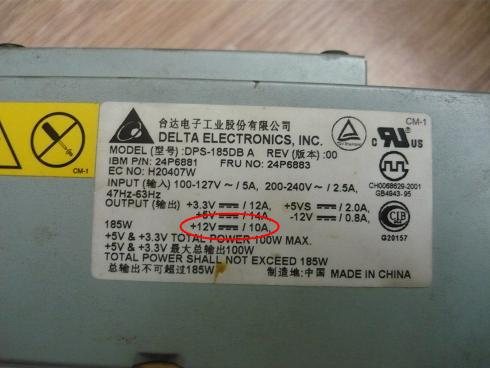 CM-1
台达电子工业股份有限公司
DELTA ELECTRONICS, INC.
MODEL (型号):DPS-185DB A REV (版本) :00
IBM P/N: 24P6881 FRU NO: 24P6883
EC NO: H20407W
INPUT (输入) 100-127V ~ / 5A, 200-240V ~ / 2.5A,
47Hz-63Hz
OUTPUT (输出) +3.3V / 12A, +5VS / 2.0A,
+5V / 14A -12V / 0.8A,
185W +12V / 10A,
+5V & +3.3V TOTAL POWER 100W MAX.
+5V & +3.3V 最大总输出100W
TOTAL POWER SHALL NOT EXCEED 185W
总输出不可超过185W 制造地:中国 MADE IN CHINA
CM-1
c UL US
CH0068629-2001
GB4943-95
CIB
G20157